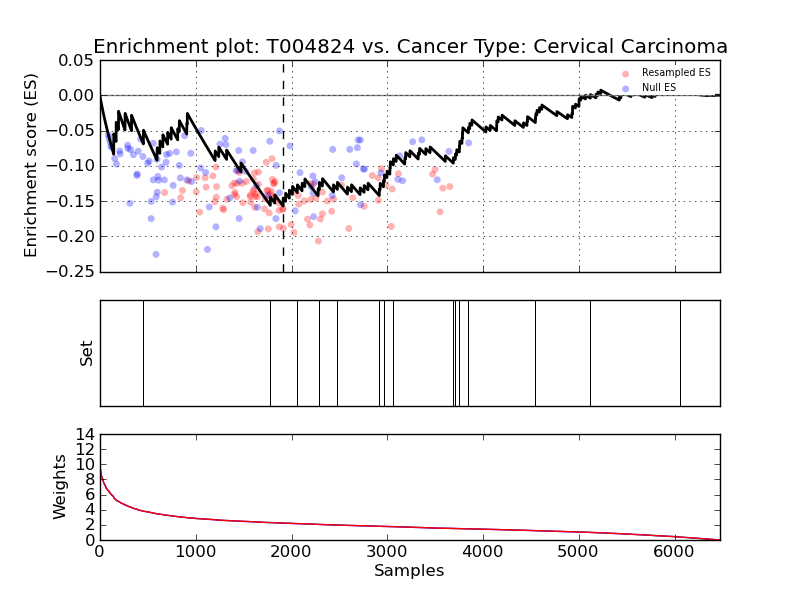 Enrichment plot: T004824 vs. Cancer Type: Cervical Carcinoma
Enrichment score (ES)
0.05
0.00
−0.05
−0.10
−0.15
−0.20
−0.25
Resampled ES
Null ES
Set
Weights
14
12
10
8
6
4
2
0
0 1000 2000 3000 4000 5000 6000
Samples